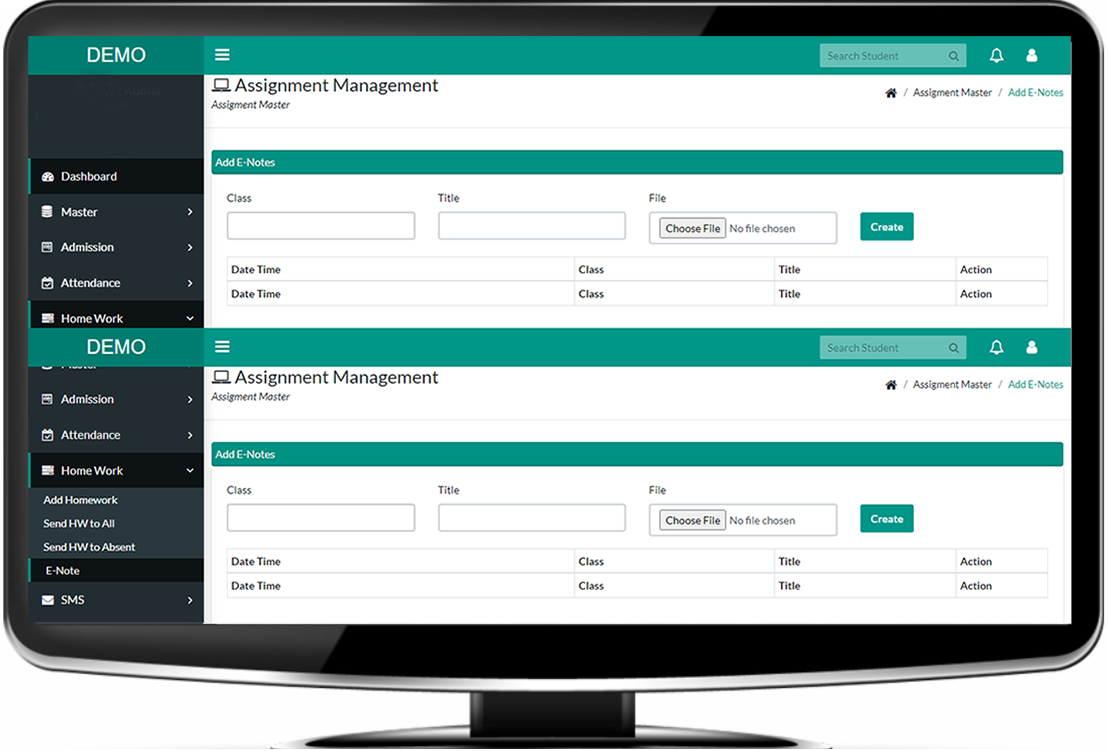 DEMO
Search Student
Assignment Management
Assigment Master
/ Assigment Master / Add E-Notes
Dashboard
Master
Admission
Attendance
Home Work
Add E-Notes
Class Title File
Choose File No file chosen
Create
Date Time Class Title Action
Date Time Class Title Action
DEMO
Search Student
Assignment Management
Assigment Master
/ Assigment Master / Add E-Notes
Admission
Attendance
Home Work
Add Homework
Send HW to All
Send HW to Absent
E-Note
SMS
Add E-Notes
Class Title File
Choose File No file chosen
Create
Date Time Class Title Action
Date Time Class Title Action